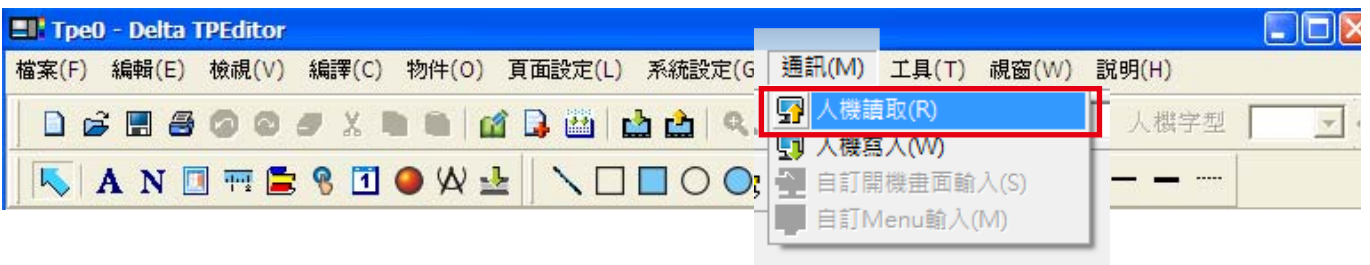 Tpe0 - Delta TPEditor
檔案(F) 編輯(E) 檢視(V) 編譯(C) 物件(O) 頁面設定(L) 系統設定(G 通訊(M) 工具(T) 視窗(W) 說明(H)
人機讀取(R)
人機字型
人機寫入(W)
A N 1
自訂開機畫面輸入(S)
自訂Menu輸入(M)